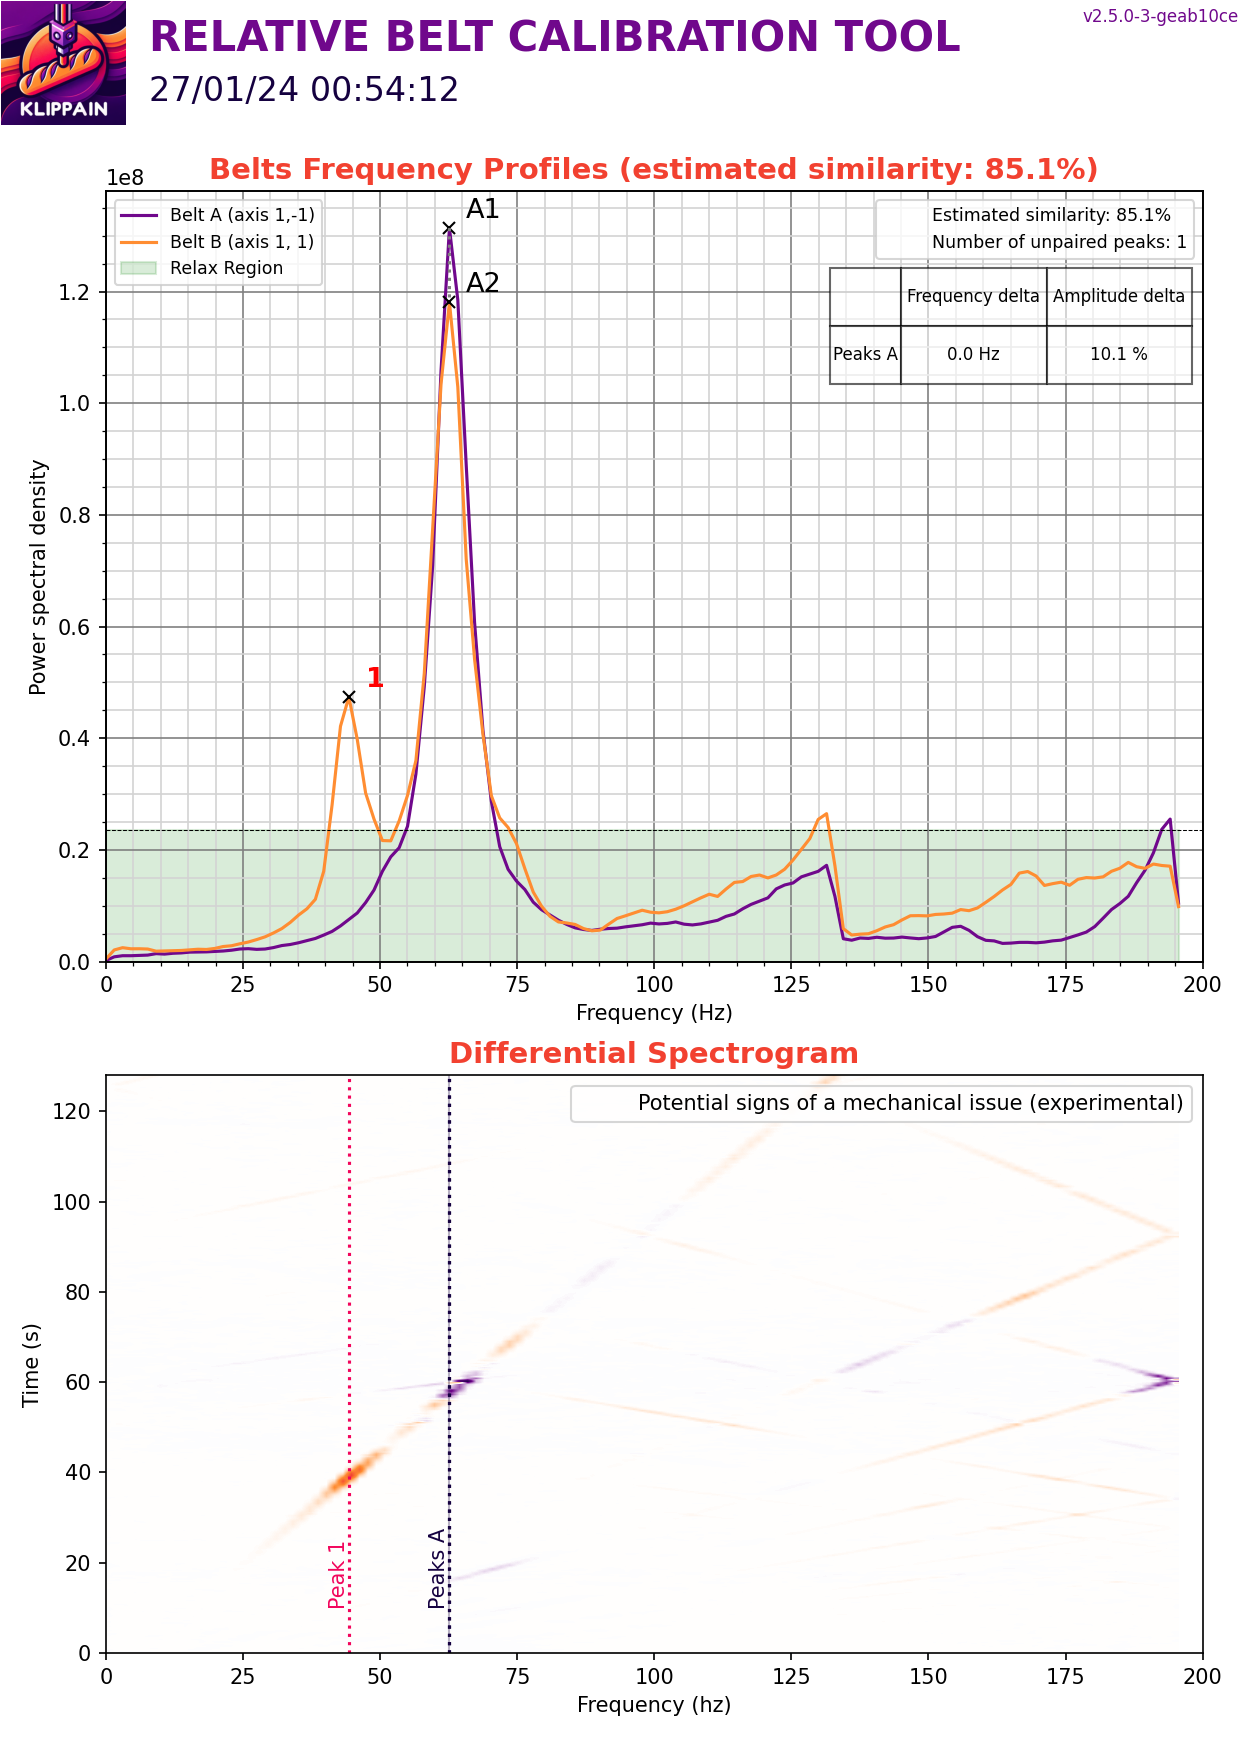 KLIPPAIN
RELATIVE BELT CALIBRATION TOOL
v2.5.0-3-geab10ce
27/01/24 00:54:12
Belts Frequency Profiles (estimated similarity: 85.1%)
1e8
Belt A (axis 1,-1)
Belt B (axis 1, 1)
Relax Region
A1
A2
1
Estimated similarity: 85.1%
Number of unpaired peaks: 1
Frequency delta Amplitude delta
Peaks A 0.0 Hz 10.1 %
Power spectral density
1.2
1.0
0.8
0.6
0.4
0.2
0.0
0 25 50 75 100 125 150 175 200
Frequency (Hz)
Differential Spectrogram
Potential signs of a mechanical issue (experimental)
Time (s)
120
100
80
60
40
20
0
Peak 1
Peaks A
0 25 50 75 100 125 150 175 200
Frequency (hz)